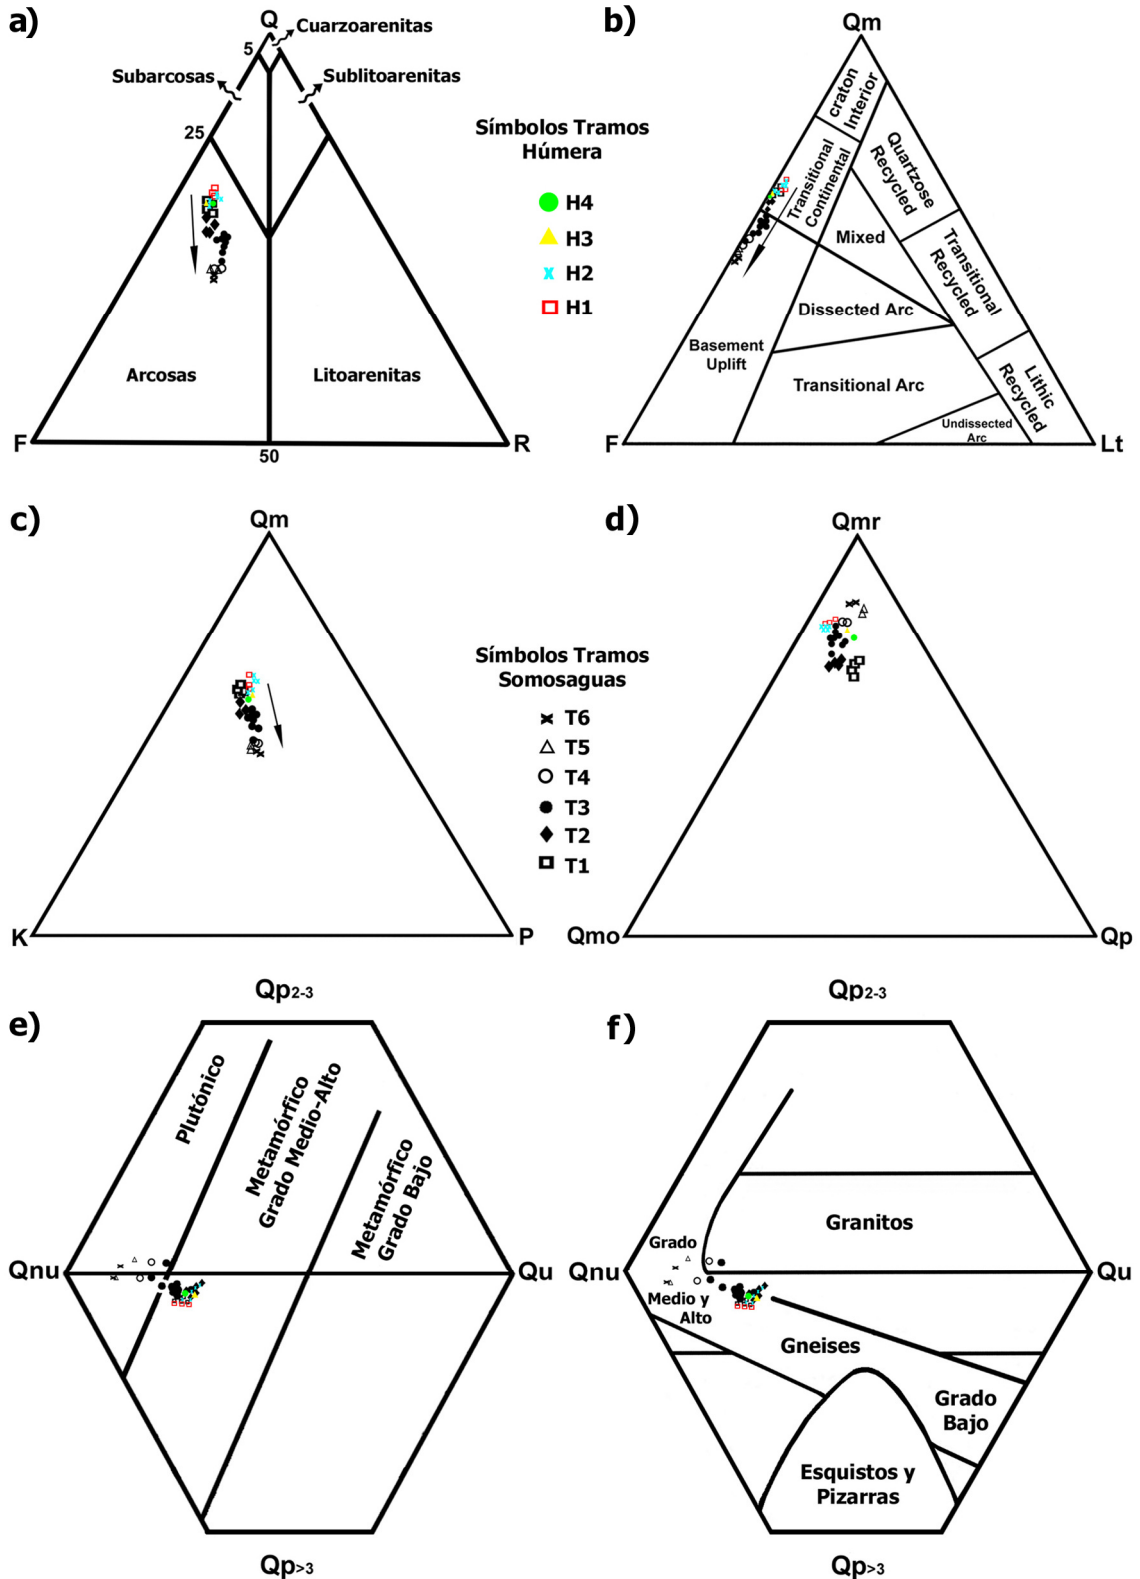 a)
Q
Cuarzoarenitas
5
Subarcosas
Sublitoarenitas
25
Arcosas
Litoarenitas
F
R
50
Símbolos Tramos
Húmera
H4
H3
H2
H1
b)
Qm
craton
Interior
Transitional
Continental
Quartzose
Recycled
Mixed
Transitional
Recycled
Dissected Arc
Basement
Uplift
Transitional Arc
Lithic
Recycled
Undissected
Arc
F
Lt
c)
Qm
K
P
Símbolos Tramos
Somosaguas
T6
T5
T4
T3
T2
T1
d)
Qmr
Qmo
Qp
e)
Qp2-3
Plutónico
Metamórfico
Grado Medio-Alto
Metamórfico
Grado Bajo
Qnu
Qu
Qp>3
f)
Qp2-3
Granitos
Grado
Qnu
Qu
Medio y
Alto
Gneises
Grado
Bajo
Esquistos y
Pizarras
Qp>3